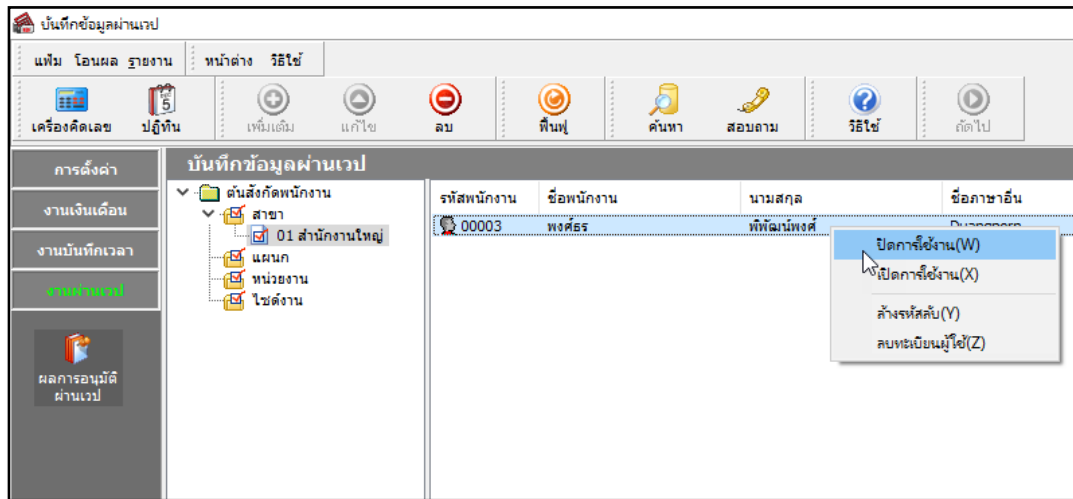 บันทึกข้อมูลผ่านเวป
แฟ้ม โอนผล รายงาน หน้าต่าง วิธีใช้
5
เครื่องคิดเลข ปฏิทิน เพิ่มเติม แก้ไข ลบ ฟื้นฟู ค้นหา สอบถาม วิธีใช้ ถัดไป
การตั้งค่า
งานเงินเดือน
งานบันทึกเวลา
งานผ่านเวป
ผลการอนุมัติ
ผ่านเวป
บันทึกข้อมูลผ่านเวป
ต้นสังกัดพนักงาน
สาขา
01 สำนักงานใหญ่
แผนก
หน่วยงาน
ไซด์งาน
รหัสพนักงาน ชื่อพนักงาน นามสกุล ชื่อภาษาอื่น
00003 พงศ์ธร พิพัฒน์พงศ์ Duangporn
ปิดการใช้งาน(W)
เปิดการใช้งาน(X)
ล้างรหัสลับ(Y)
ลบทะเบียนผู้ใช้(Z)